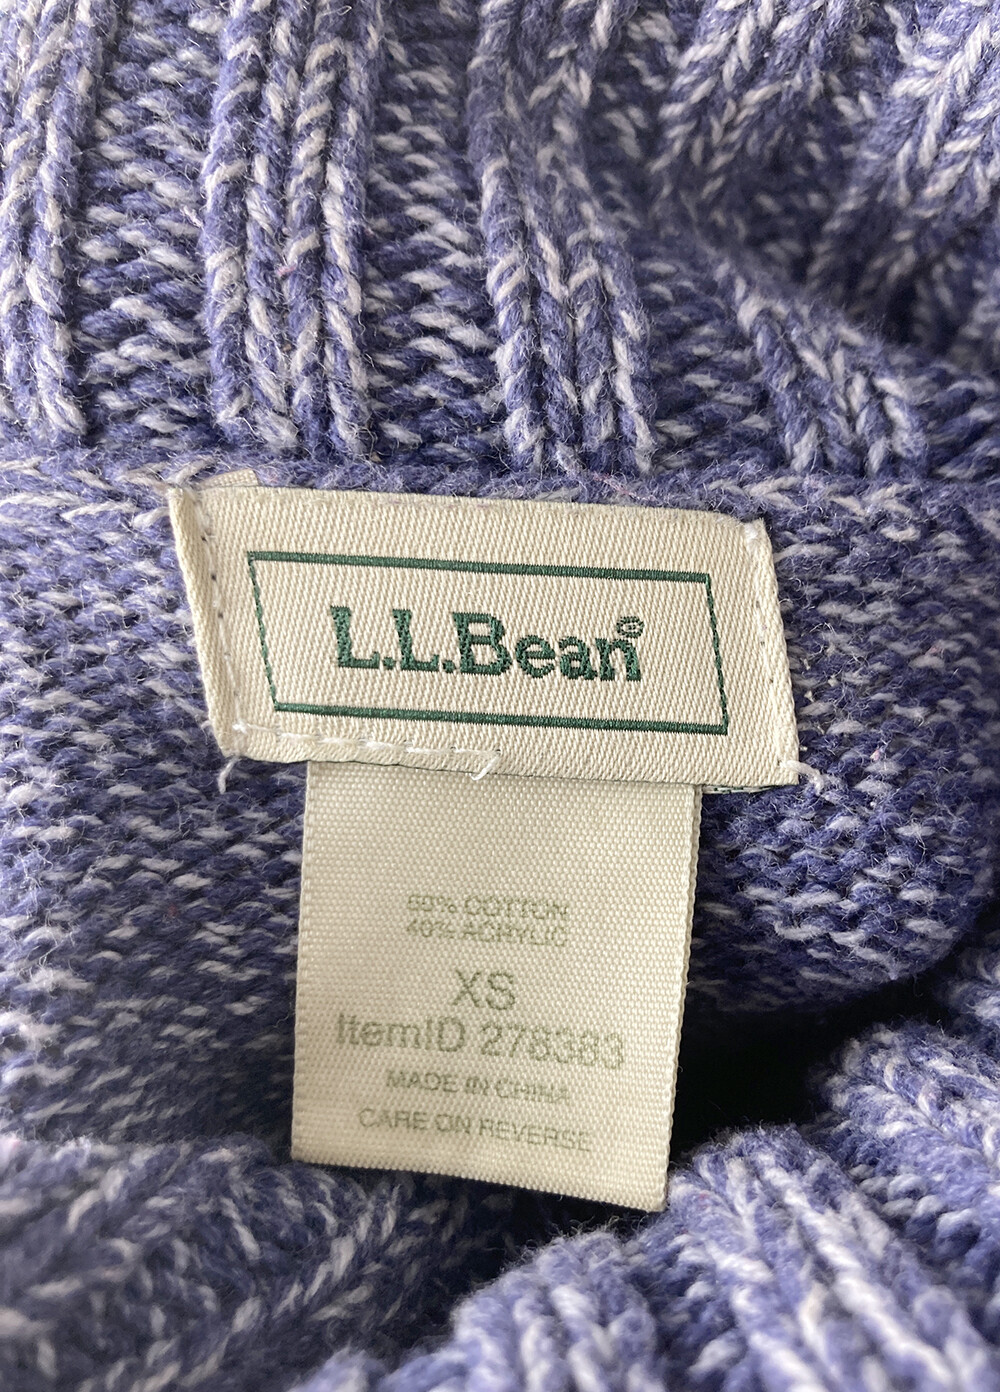 L.L.Bean®
60% COTTON
40% ACRYLIC
XS
ItemID 278383
MADE IN CHINA
CARE ON REVERSE